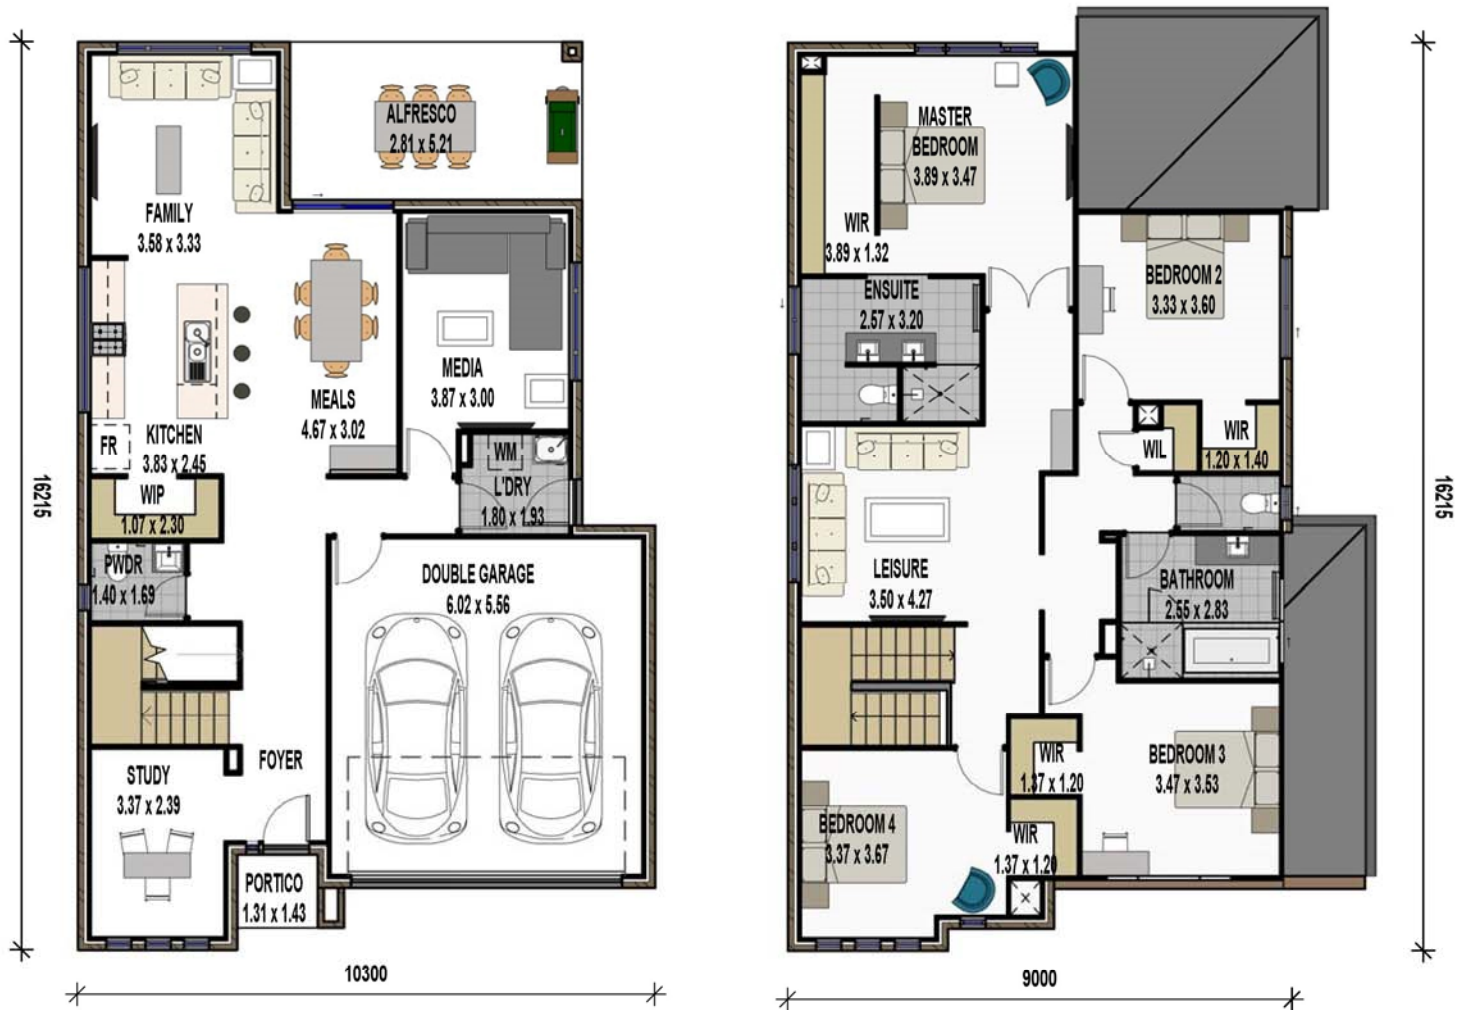 ALFRESCO
2.81 x 5.21
FAMILY
3.58 x 3.33
MEDIA
3.87 x 3.00
MEALS
4.67 x 3.02
FR
KITCHEN
3.83 x 2.45
WIP
1.07 x 2.30
WM
L'DRY
1.80 x 1.93
PWDR
1.40 x 1.69
DOUBLE GARAGE
6.02 x 5.56
FOYER
STUDY
3.37 x 2.39
PORTICO
1.31 x 1.43
16215
10300
MASTER
BEDROOM
3.89 x 3.47
WIR
3.89 x 1.32
ENSUITE
2.57 x 3.20
BEDROOM 2
3.33 x 3.60
WIL
WIR
1.20 x 1.40
LEISURE
3.50 x 4.27
BATHROOM
2.55 x 2.83
WIR
1.37 x 1.20
BEDROOM 3
3.47 x 3.53
BEDROOM 4
3.37 x 3.67
WIR
1.37 x 1.20
16215
9000